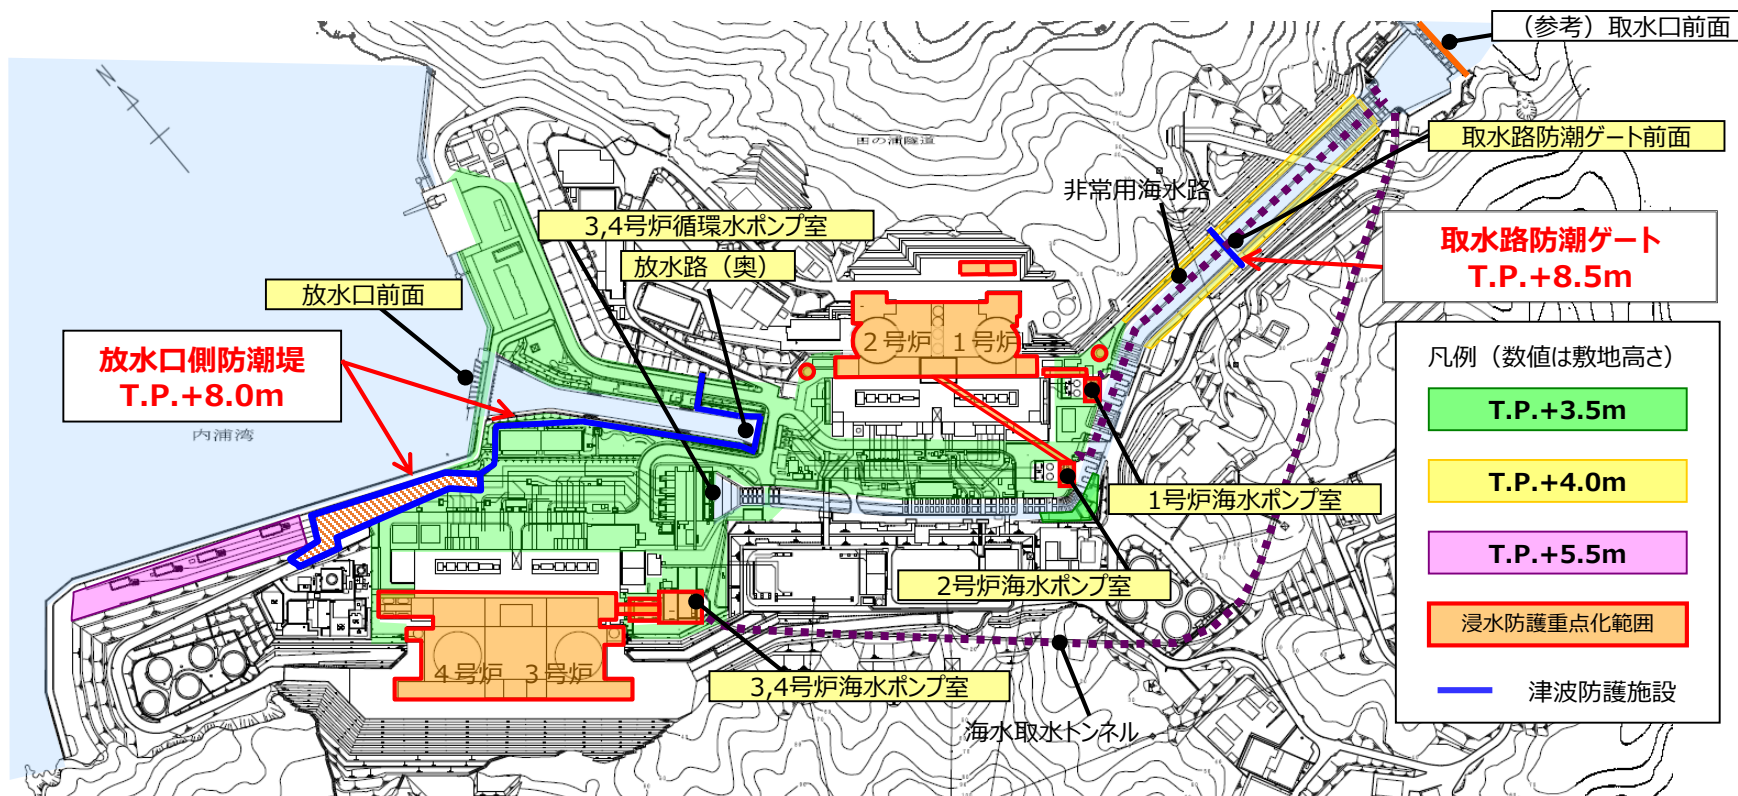 （参考）取水口前面
N
田の浦隧道
取水路防潮ゲート前面
非常用海水路
3,4号炉循環水ポンプ室
放水路（奥）
取水路防潮ゲート
T.P.+8.5m
放水口前面
２号炉 １号炉
放水口側防潮堤
T.P.+8.0m
内浦湾
凡例（数値は敷地高さ）
T.P.+3.5m
T.P.+4.0m
T.P.+5.5m
浸水防護重点化範囲
津波防護施設
1号炉海水ポンプ室
2号炉海水ポンプ室
４号炉 ３号炉
3,4号炉海水ポンプ室
海水取水トンネル